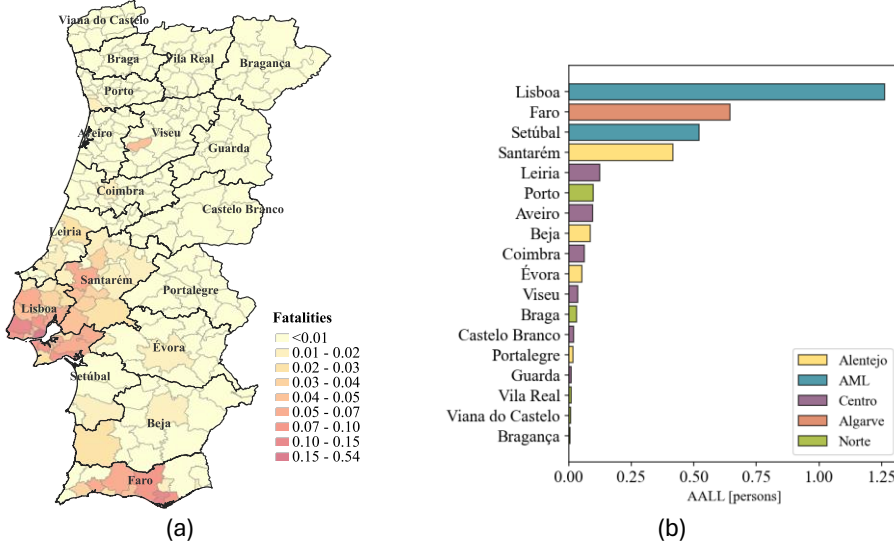 Viana do Castelo
Braga
Vila Real
Bragança
Porto
Aveiro
Viseu
Guarda
Coimbra
Castelo Branco
Leiria
Santarém
Portalegre
Lisboa
Évora
Setúbal
Beja
Faro
Fatalities
<0.01
0.01 - 0.02
0.02 - 0.03
0.03 - 0.04
0.04 - 0.05
0.05 - 0.07
0.07 - 0.10
0.10 - 0.15
0.15 - 0.54
(a)
Lisboa
Faro
Setúbal
Santarém
Leiria
Porto
Aveiro
Beja
Coimbra
Évora
Viseu
Braga
Castelo Branco
Portalegre
Guarda
Vila Real
Viana do Castelo
Bragança
Alentejo
AML
Centro
Algarve
Norte
0.00 0.25 0.50 0.75 1.00 1.25
AALL [persons]
(b)